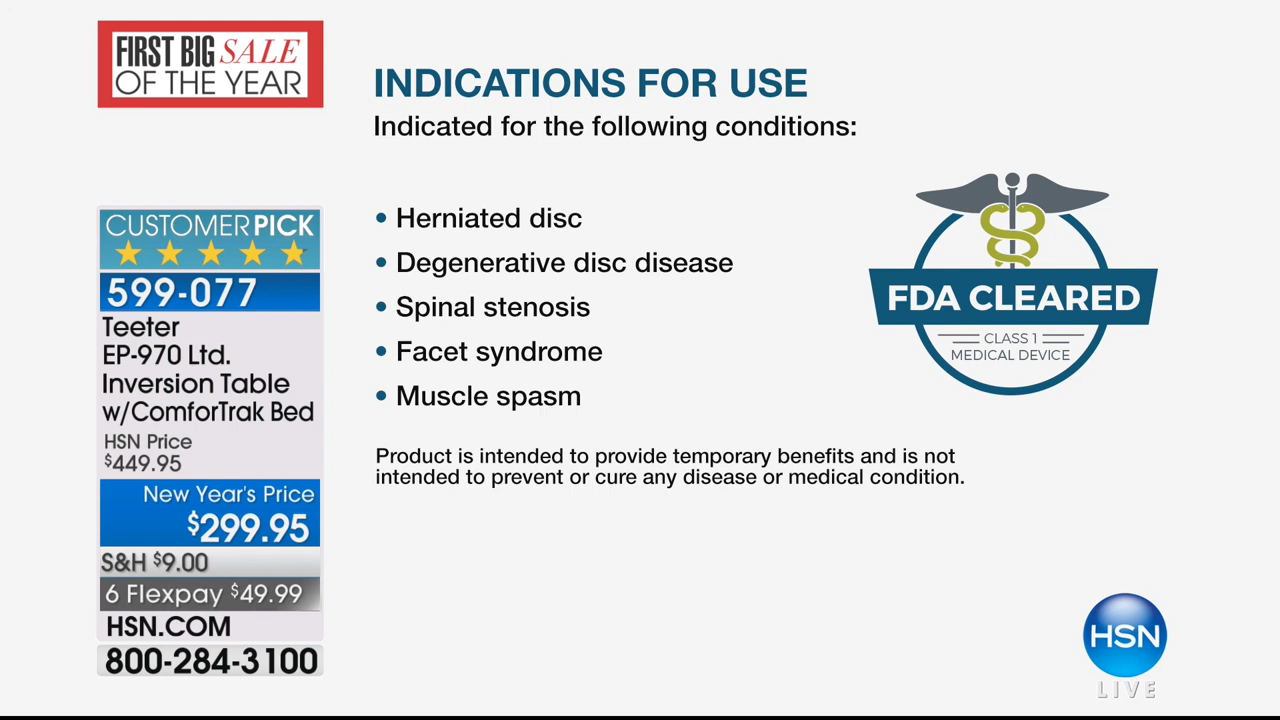 FIRST BIG SALE
OF THE YEAR
INDICATIONS FOR USE
Indicated for the following conditions:
• Herniated disc
• Degenerative disc disease
• Spinal stenosis
• Facet syndrome
• Muscle spasm
Product is intended to provide temporary benefits and is not
intended to prevent or cure any disease or medical condition.
FDA CLEARED
CLASS 1
MEDICAL DEVICE
CUSTOMER PICK
599-077
Teeter
EP-970 Ltd.
Inversion Table
w/ComforTrak Bed
HSN Price
$449.95
New Year's Price
$299.95
S&H $9.00
6 Flexpay $49.99
HSN.COM
800-284-3100
HSN
LIVE